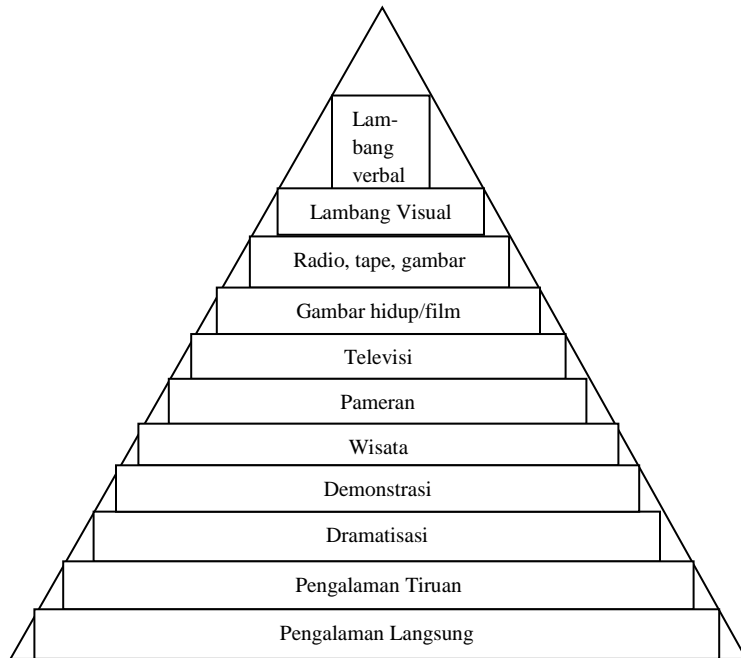 Lam-
bang
verbal
Lambang Visual
Radio, tape, gambar
Gambar hidup/film
Televisi
Pameran
Wisata
Demonstrasi
Dramatisasi
Pengalaman Tiruan
Pengalaman Langsung